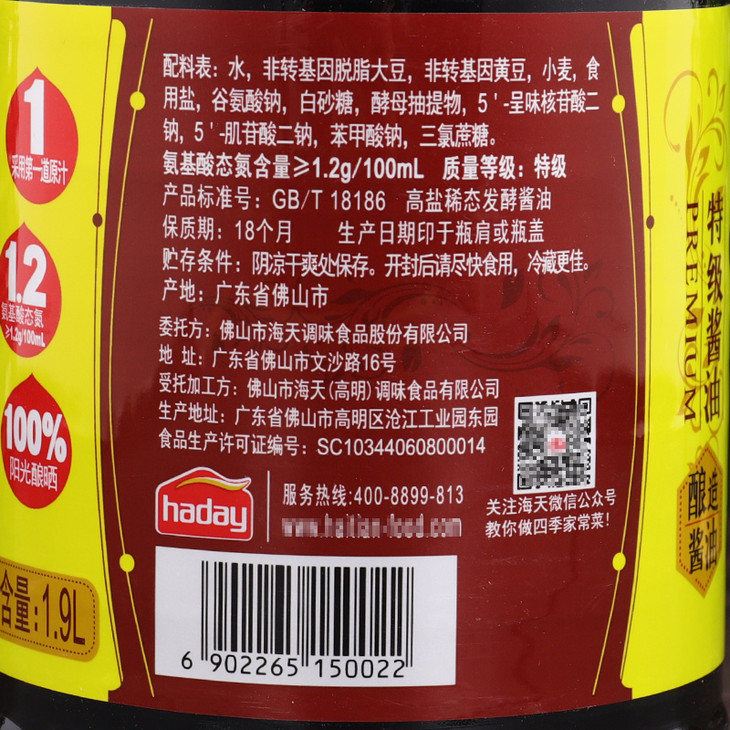 配料表：水，非转基因脱脂大豆，非转基因黄豆，小麦，食
用盐，谷氨酸钠，白砂糖，酵母抽提物，5'-呈味核苷酸二
钠，5'-肌苷酸二钠，苯甲酸钠，三氯蔗糖。
氨基酸态氮含量≥1.2g/100mL 质量等级：特级
产品标准号：GB/T 18186 高盐稀态发酵酱油
保质期：18个月 生产日期印于瓶肩或瓶盖
贮存条件：阴凉干爽处保存。开封后请尽快食用，冷藏更佳。
产地：广东省佛山市
委托方：佛山市海天调味食品股份有限公司
地 址：广东省佛山市文沙路16号
受托加工方：佛山市海天(高明)调味食品有限公司
生产地址：广东省佛山市高明区沧江工业园东园
食品生产许可证编号：SC10344060800014
haday
服务热线:400-8899-813
www.haitian-food.com
关注海天微信公众号
教你做四季家常菜！
6 902265 150022
1
采用第一道原汁
1.2
氨基酸态氮
≥1.2g/100mL
100%
阳光酿晒
含量:1.9L
特级酱油
PREMIUM
酿造
酱油